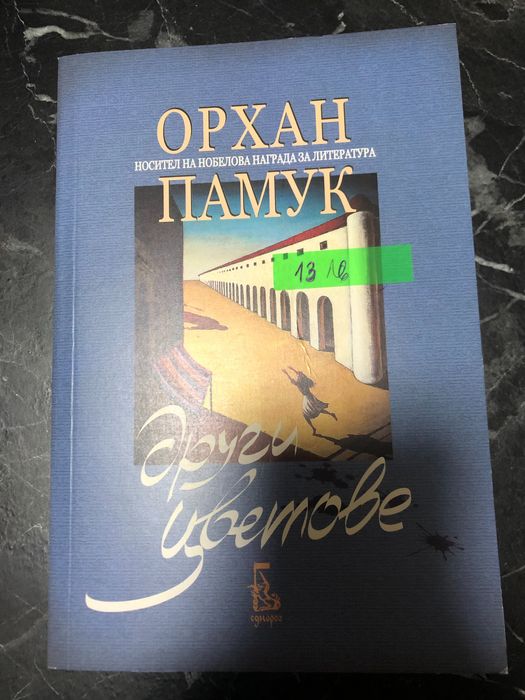 ОРХАН
НОСИТЕЛ НА НОБЕЛОВА НАГРАДА ЗА ЛИТЕРАТУРА
ПАМУК
13 лв
други
цветове
еднорог